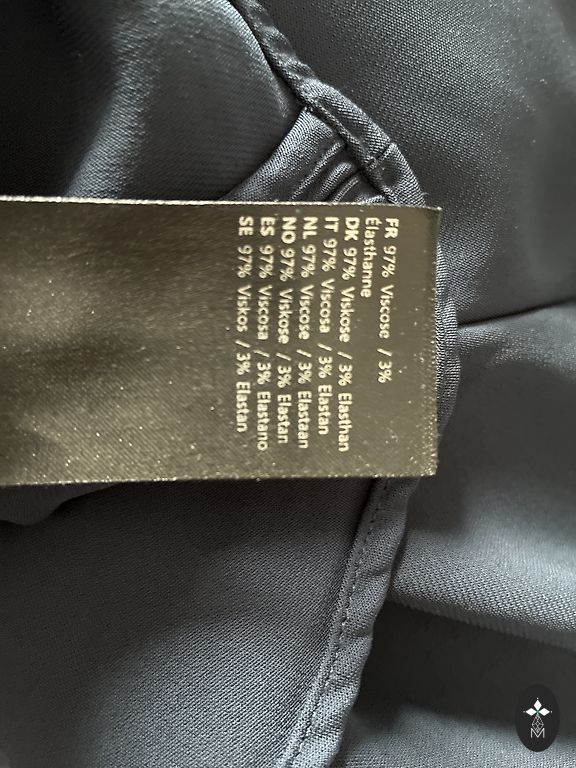 FR 97% Viscose / 3%
Élasthanne
DK 97% Viskose / 3% Elasthan
IT 97% Viscosa / 3% Elastan
NL 97% Viscose / 3% Elastaan
NO 97% Viskose / 3% Elastan
ES 97% Viscosa / 3% Elastano
SE 97% Viskos / 3% Elastan
M